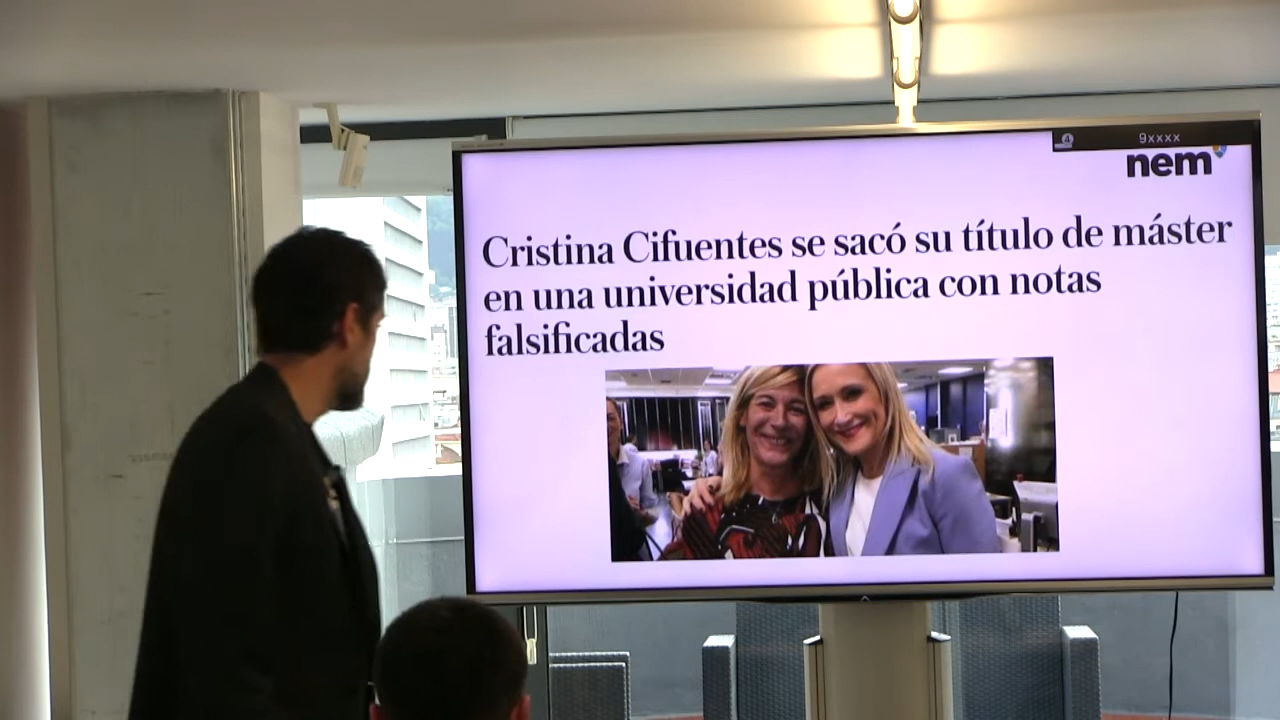 9xxxx
nem
Cristina Cifuentes se sacó su título de máster
en una universidad pública con notas
falsificadas